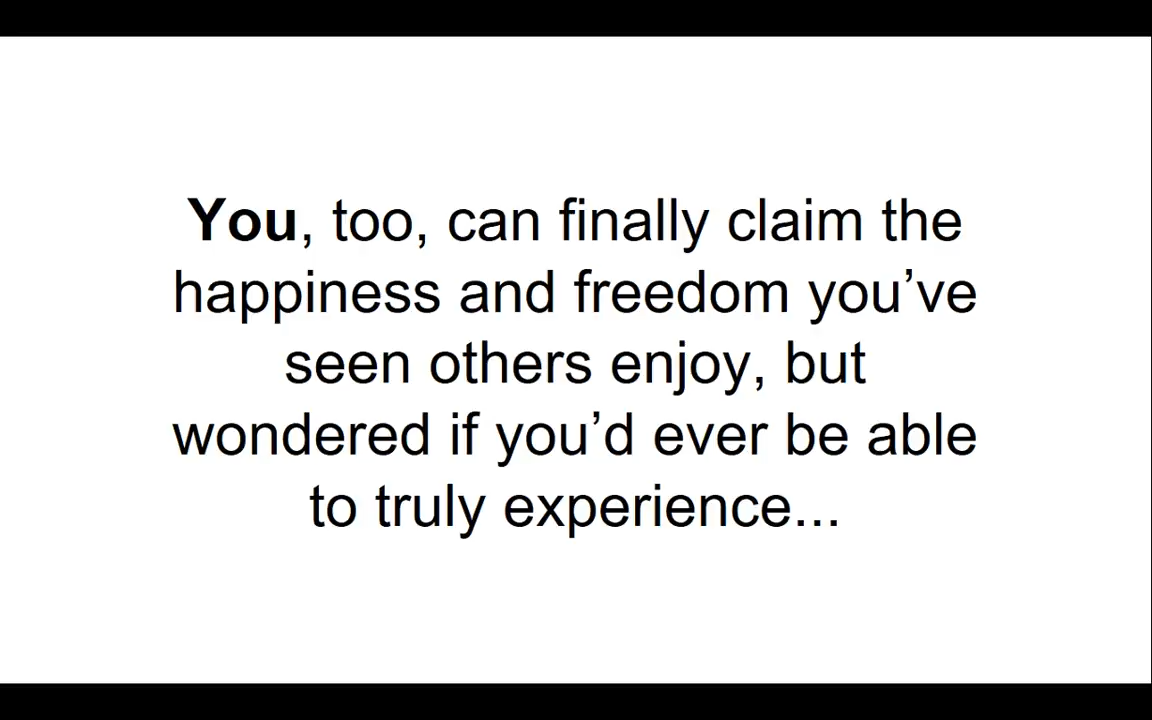 You, too, can finally claim the
happiness and freedom you’ve
seen others enjoy, but
wondered if you’d ever be able
to truly experience...